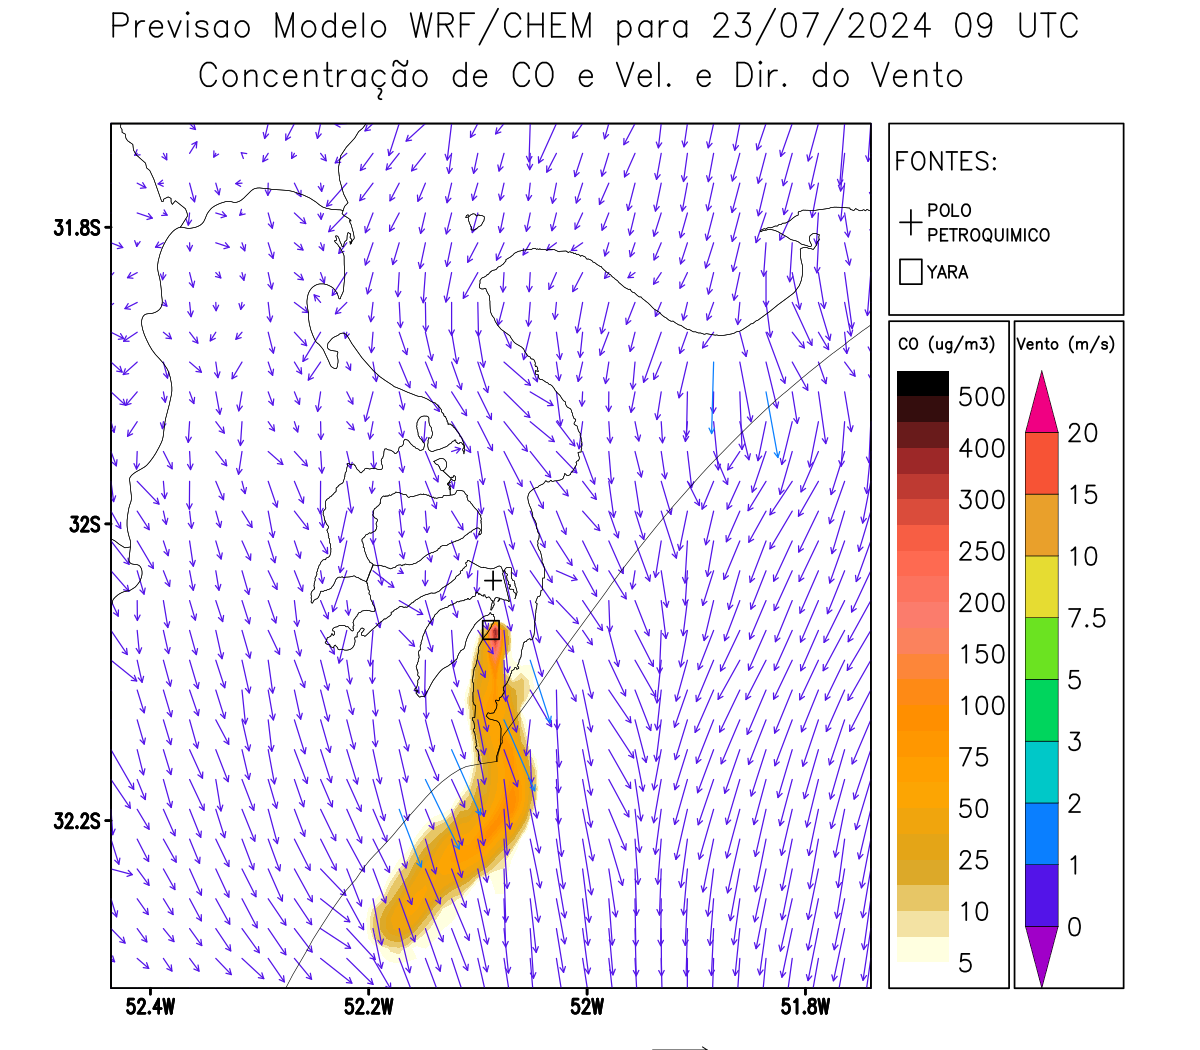 Previsao Modelo WRF/CHEM para 23/07/2024 09 UTC
Concentração de CO e Vel. e Dir. do Vento
FONTES:
POLO
PETROQUIMICO
YARA
CO (ug/m3)
500
400
300
250
200
150
100
75
50
25
10
5
Vento (m/s)
20
15
10
7.5
5
3
2
1
0
31.8S
32S
32.2S
52.4W
52.2W
52W
51.8W